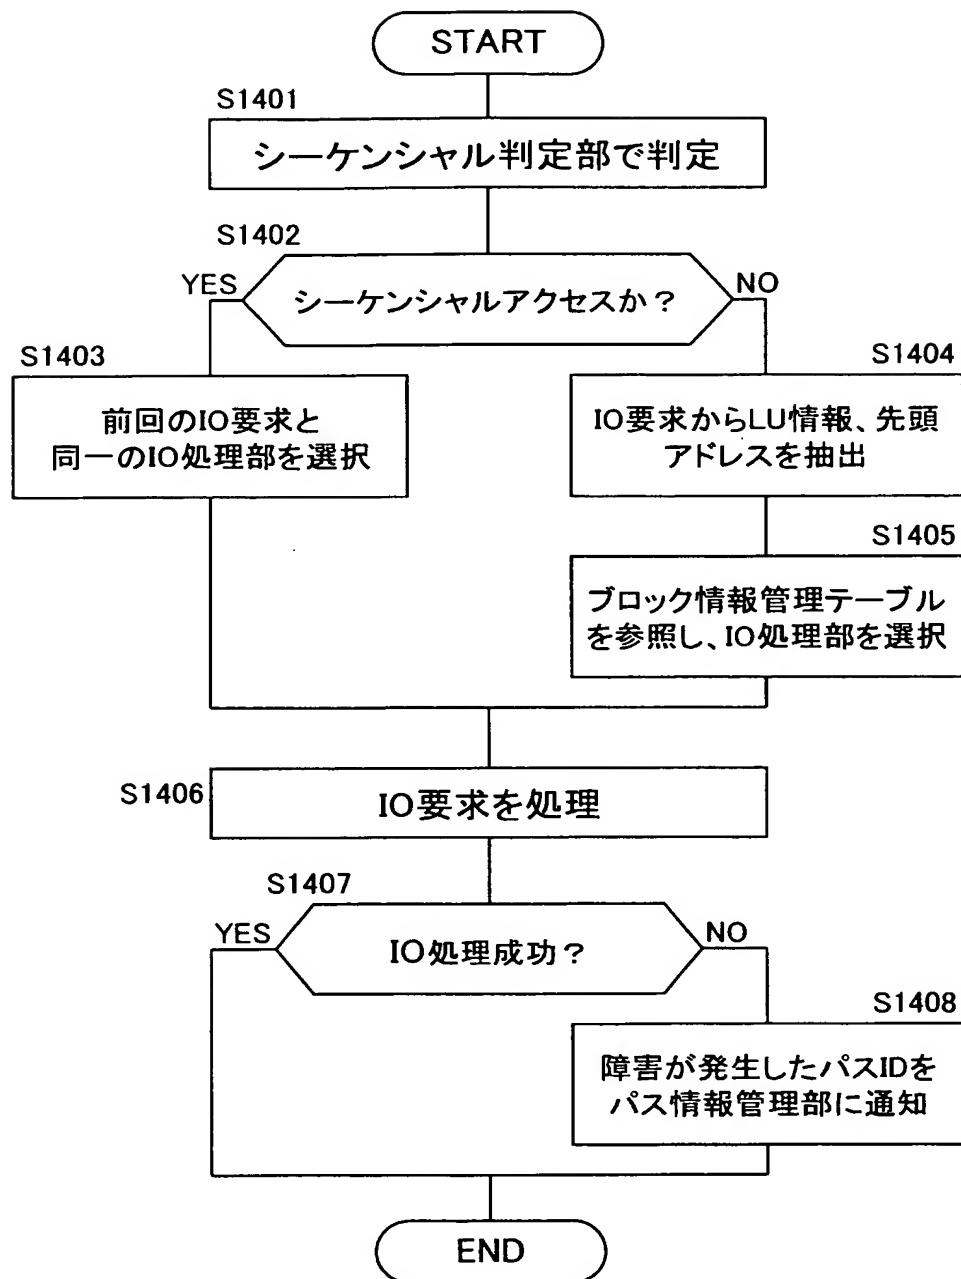 START
S1401
シーケンシャル判定部で判定
S1402
YES
シーケンシャルアクセスか？
NO
S1403
前回のIO要求と
同一のIO処理部を選択
S1404
IO要求からLU情報、先頭
アドレスを抽出
S1405
ブロック情報管理テーブル
を参照し、IO処理部を選択
S1406
IO要求を処理
S1407
YES
IO処理成功？
NO
S1408
障害が発生したパスIDを
パス情報管理部に通知
END